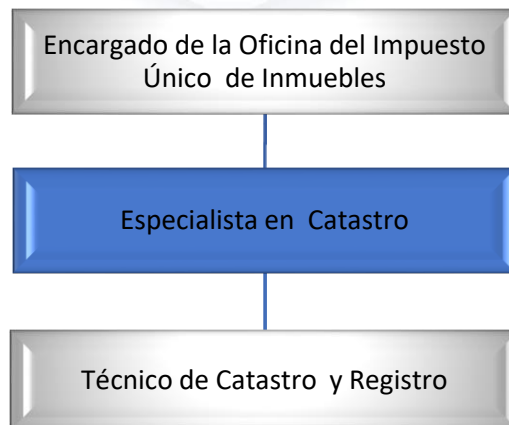 Encargado de la Oficina del Impuesto
Único de Inmuebles
Especialista en Catastro
Técnico de Catastro y Registro